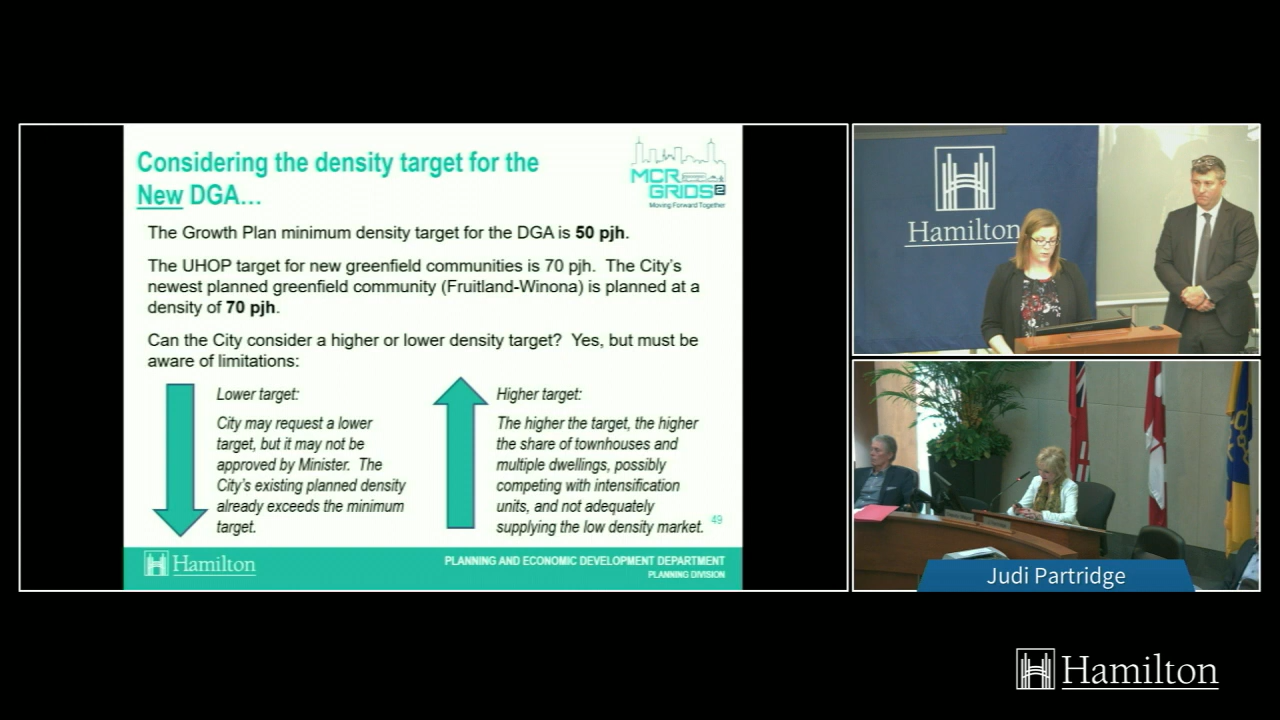 Considering the density target for the
New DGA...
MCR
GRIDS2
Moving Forward Together
The Growth Plan minimum density target for the DGA is 50 pjh.
The UHOP target for new greenfield communities is 70 pjh. The City's
newest planned greenfield community (Fruitland-Winona) is planned at a
density of 70 pjh.
Can the City consider a higher or lower density target? Yes, but must be
aware of limitations:
Lower target:
City may request a lower
target, but it may not be
approved by Minister. The
City's existing planned density
already exceeds the minimum
target.
Higher target:
The higher the target, the higher
the share of townhouses and
multiple dwellings, possibly
competing with intensification
units, and not adequately
supplying the low density market.
49
Hamilton
PLANNING AND ECONOMIC DEVELOPMENT DEPARTMENT
PLANNING DIVISION
Hamilton
Judi Partridge
Hamilton